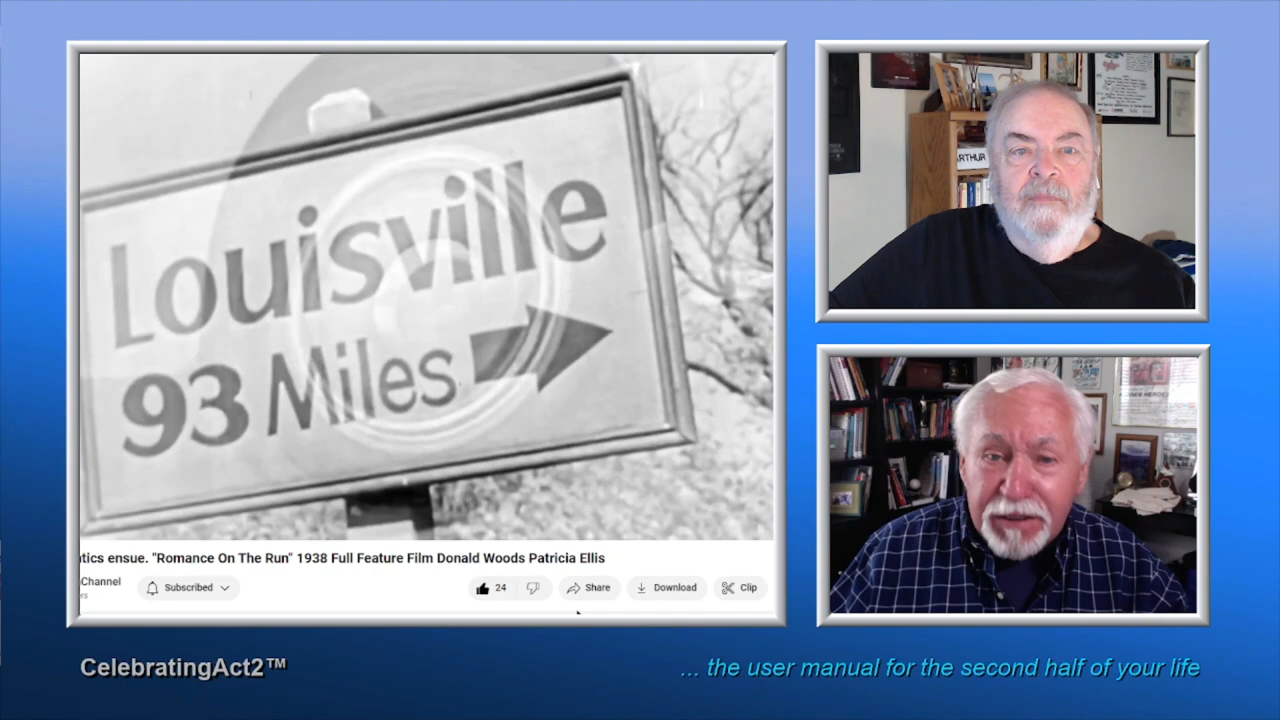 Louisville
93 Miles
tics ensue. "Romance On The Run" 1938 Full Feature Film Donald Woods Patricia Ellis
Channel
Subscribed
24
Share
Download
Clip
ARTHUR
CelebratingAct2™
... the user manual for the second half of your life